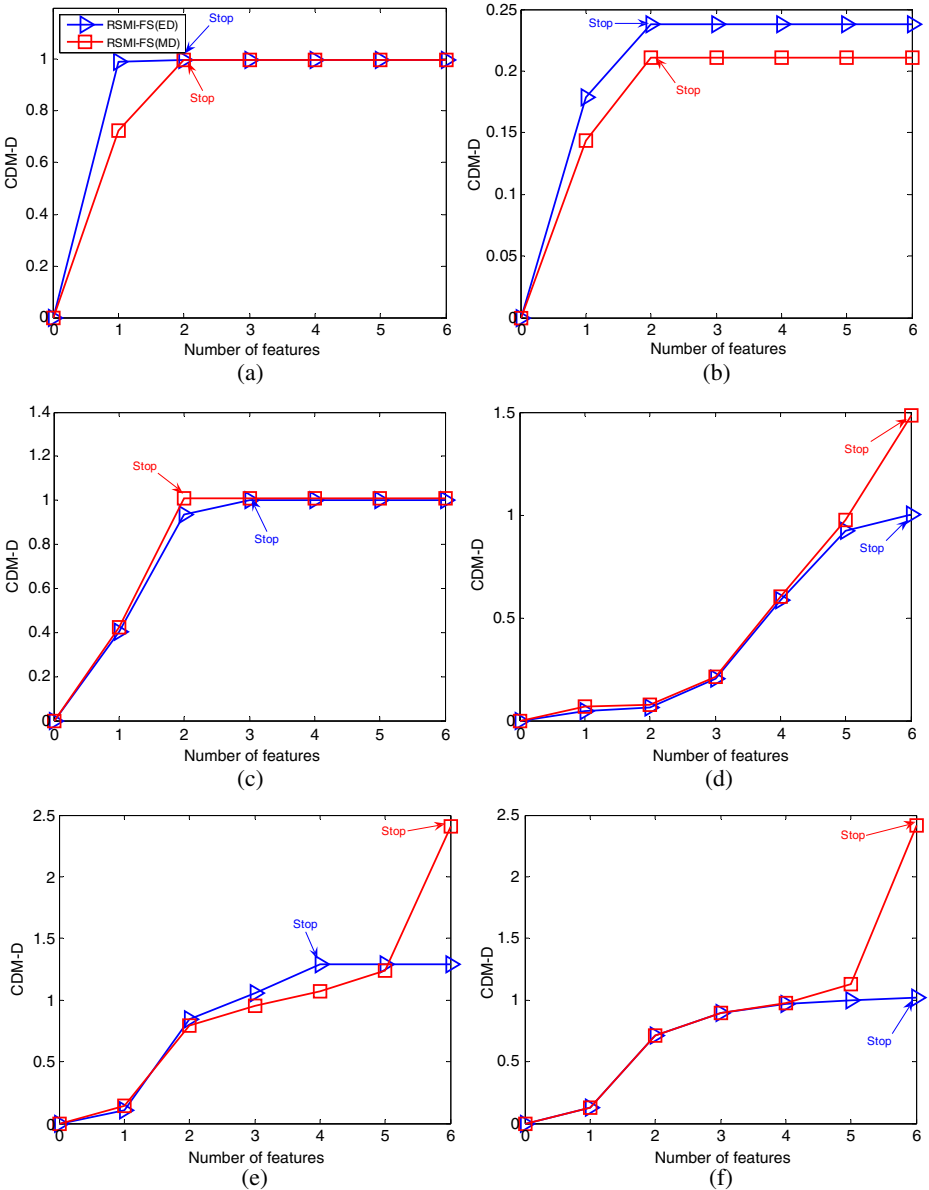 RSMI-FS(ED)
RSMI-FS(MD)
Stop
Stop
CDM-D
1
0.8
0.6
0.4
0.2
0
0 1 2 3 4 5 6
Number of features
(a)
0.25
0.2
0.15
0.1
0.05
0
Stop
Stop
CDM-D
0 1 2 3 4 5 6
Number of features
(b)
1.4
1.2
1
0.8
0.6
0.4
0.2
0
Stop
Stop
CDM-D
0 1 2 3 4 5 6
Number of features
(c)
1.5
1
0.5
0
Stop
Stop
CDM-D
0 1 2 3 4 5 6
Number of features
(d)
2.5
2
1.5
1
0.5
0
Stop
Stop
CDM-D
0 1 2 3 4 5 6
Number of features
(e)
2.5
2
1.5
1
0.5
0
Stop
Stop
CDM-D
0 1 2 3 4 5 6
Number of features
(f)